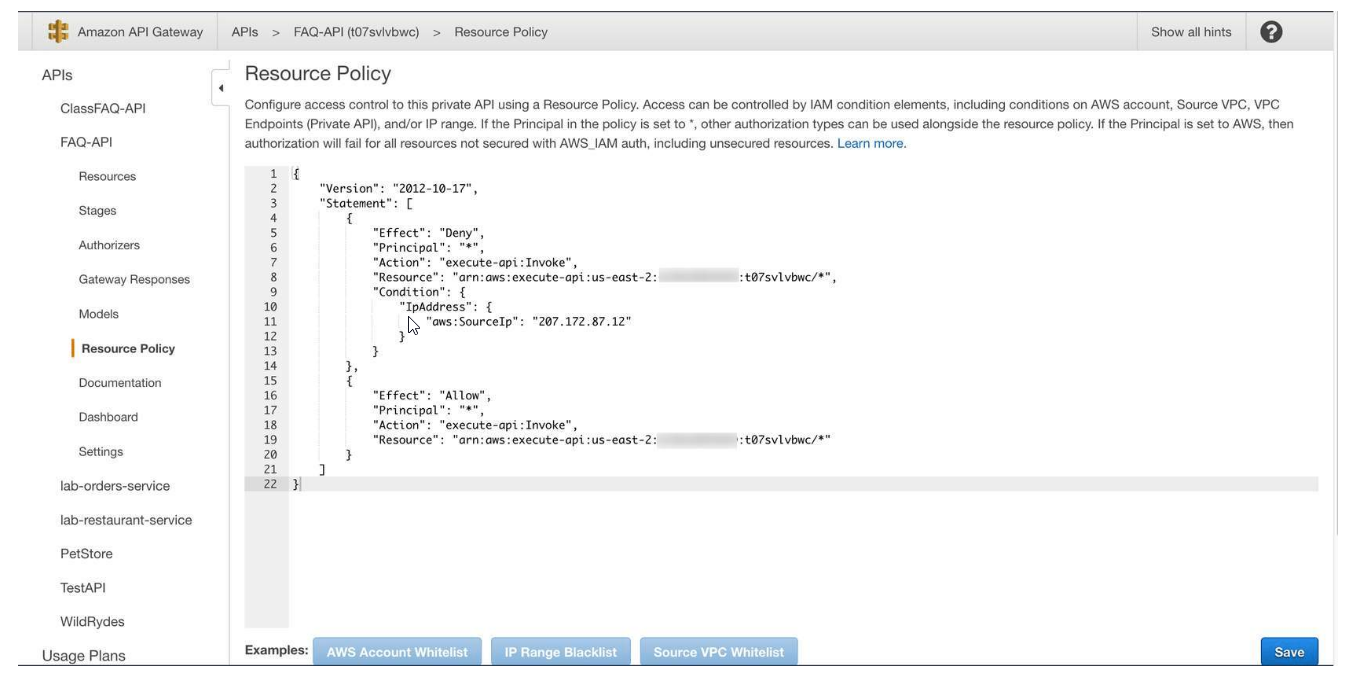 Amazon API Gateway
APIs > FAQ-API (t07svlvbwc) > Resource Policy
Show all hints
?
APIs
ClassFAQ-API
FAQ-API
Resources
Stages
Authorizers
Gateway Responses
Models
Resource Policy
Documentation
Dashboard
Settings
lab-orders-service
lab-restaurant-service
PetStore
TestAPI
WildRydes
Usage Plans
Resource Policy
Configure access control to this private API using a Resource Policy. Access can be controlled by IAM condition elements, including conditions on AWS account, Source VPC, VPC
Endpoints (Private API), and/or IP range. If the Principal in the policy is set to *, other authorization types can be used alongside the resource policy. If the Principal is set to AWS, then
authorization will fail for all resources not secured with AWS_IAM auth, including unsecured resources. Learn more.
1 {
2 "Version": "2012-10-17",
3 "Statement": [
4 {
5 "Effect": "Deny",
6 "Principal": "*",
7 "Action": "execute-api:Invoke",
8 "Resource": "arn:aws:execute-api:us-east-2: :t07svlvbwc/*",
9 "Condition": {
10 "IpAddress": {
11 "aws:SourceIp": "207.172.87.12"
12 }
13 }
14 },
15 {
16 "Effect": "Allow",
17 "Principal": "*",
18 "Action": "execute-api:Invoke",
19 "Resource": "arn:aws:execute-api:us-east-2: :t07svlvbwc/*"
20 }
21 ]
22 }
Examples: AWS Account Whitelist IP Range Blacklist Source VPC Whitelist
Save